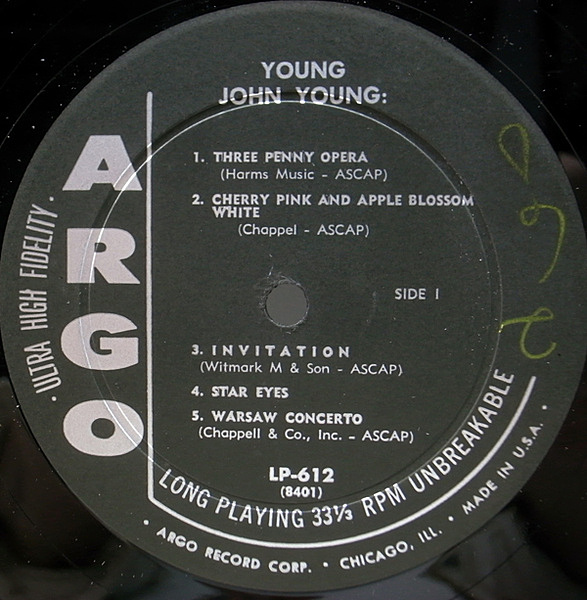 YOUNG
JOHN YOUNG:
ARGO
· ULTRA HIGH FIDELITY ·
1. THREE PENNY OPERA
(Harms Music - ASCAP)
2. CHERRY PINK AND APPLE BLOSSOM
WHITE
(Chappel - ASCAP)
SIDE 1
3. INVITATION
(Witmark M & Son - ASCAP)
4. STAR EYES
5. WARSAW CONCERTO
(Chappell & Co., Inc. - ASCAP)
LP-612
(8401)
LONG PLAYING 33⅓ RPM UNBREAKABLE
· ARGO RECORD CORP. · CHICAGO, ILL. · MADE IN U.S.A. ·